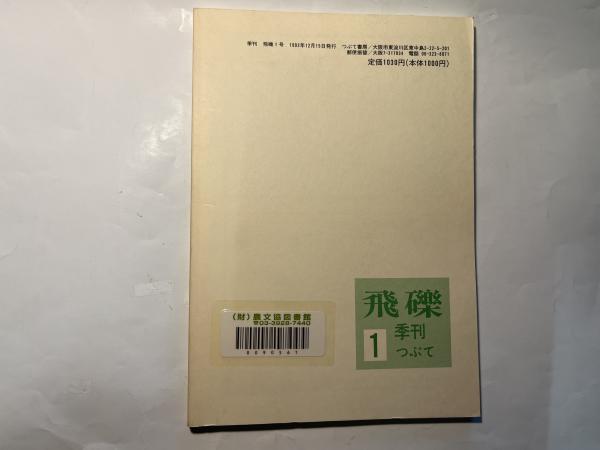 季刊 飛礫1号 1993年12月15日発行 つぶて書房/大阪市東淀川区東中島2-22-5-301
郵便振替/大阪7-317034 電話 06-323-4071
定価1030円(本体1000円)
飛礫
季刊
1
つぶて
(財)農文協図書館
☎03-3928-7440
0090361